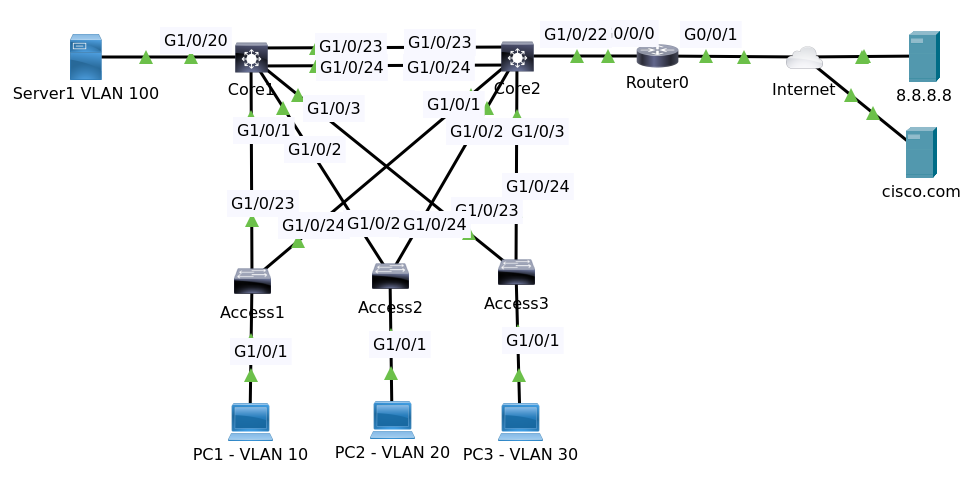 G1/0/20
G1/0/23
G1/0/23
G1/0/22
0/0/0
G0/0/1
G1/0/24
G1/0/24
Server1 VLAN 100
Core1
Core2
Router0
Internet
8.8.8.8
G1/0/3
G1/0/1
G1/0/1
G1/0/2
G1/0/3
G1/0/2
G1/0/24
cisco.com
G1/0/23
G1/0/23
G1/0/24
G1/0/2
G1/0/24
Access1
Access2
Access3
G1/0/1
G1/0/1
G1/0/1
PC1 - VLAN 10
PC2 - VLAN 20
PC3 - VLAN 30